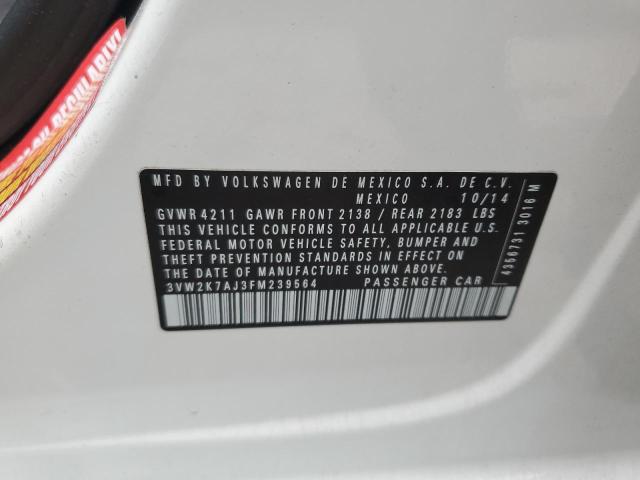 OIL REGULARLY!
MFD BY VOLKSWAGEN DE MEXICO S.A. DE C.V.
MEXICO 10/14
GVWR 4211 GAWR FRONT 2138 / REAR 2183 LBS
THIS VEHICLE CONFORMS TO ALL APPLICABLE U.S.
FEDERAL MOTOR VEHICLE SAFETY, BUMPER AND
THEFT PREVENTION STANDARDS IN EFFECT ON
THE DATE OF MANUFACTURE SHOWN ABOVE.
3VW2K7AJ3FM239564 PASSENGER CAR
4356731 3016 M